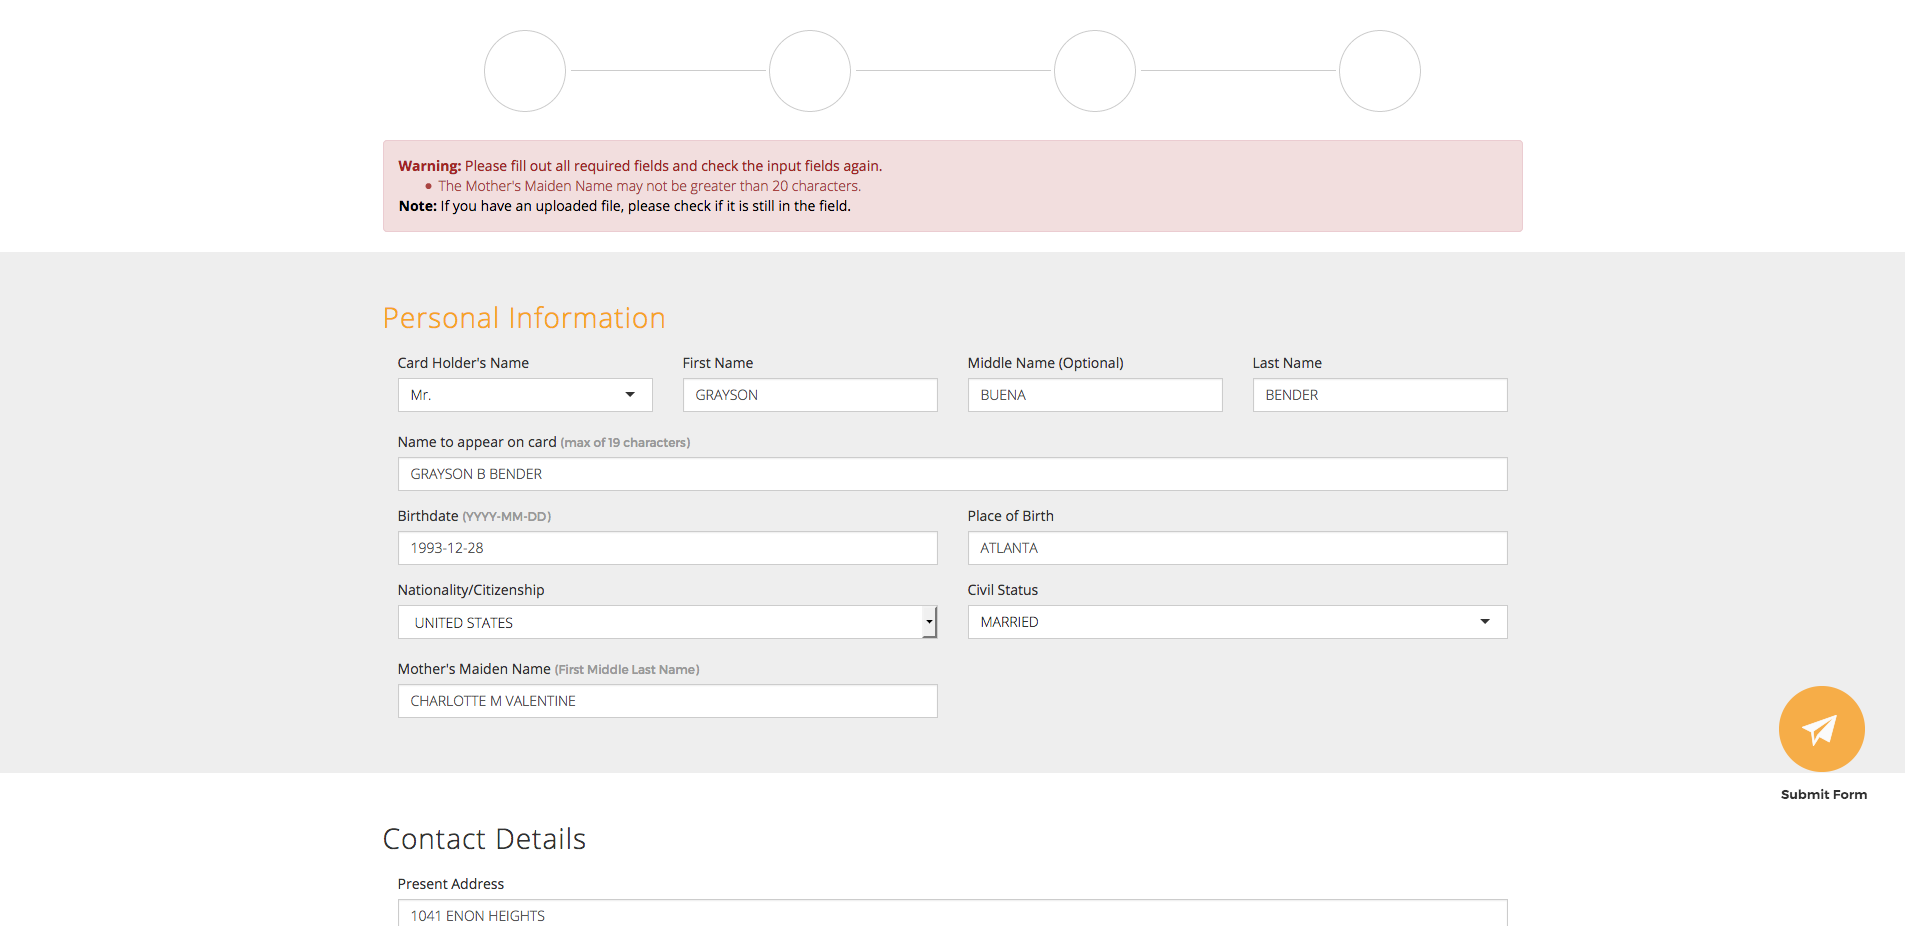 Warning: Please fill out all required fields and check the input fields again.
• The Mother's Maiden Name may not be greater than 20 characters.
Note: If you have an uploaded file, please check if it is still in the field.
Personal Information
Card Holder's Name
First Name
Middle Name (Optional)
Last Name
Mr.
GRAYSON
BUENA
BENDER
Name to appear on card (max of 19 characters)
GRAYSON B BENDER
Birthdate (YYYY-MM-DD)
Place of Birth
1993-12-28
ATLANTA
Nationality/Citizenship
Civil Status
UNITED STATES
MARRIED
Mother's Maiden Name (First Middle Last Name)
CHARLOTTE M VALENTINE
Submit Form
Contact Details
Present Address
1041 ENON HEIGHTS